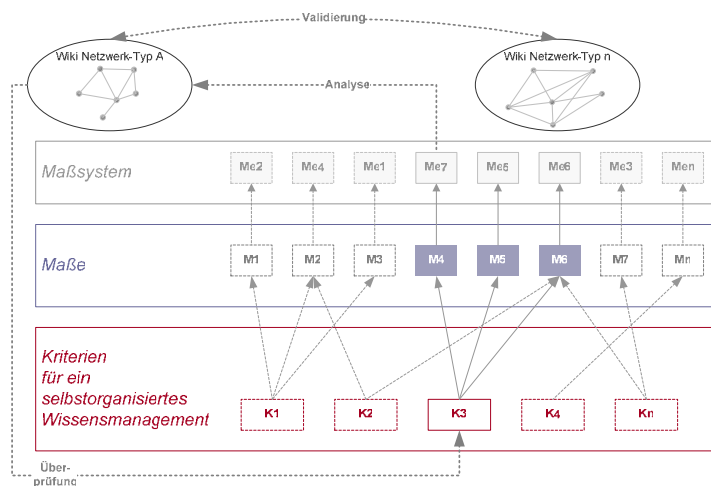 Validierung
Wiki Netzwerk-Typ A
Wiki Netzwerk-Typ n
Analyse
Maßsystem
Me2 Me4 Me1 Me7 Me5 Me6 Me3 Men
Maße
M1 M2 M3 M4 M5 M6 M7 Mn
Kriterien
für ein
selbstorganisiertes
Wissensmanagement
K1 K2 K3 K4 Kn
Über-
prüfung